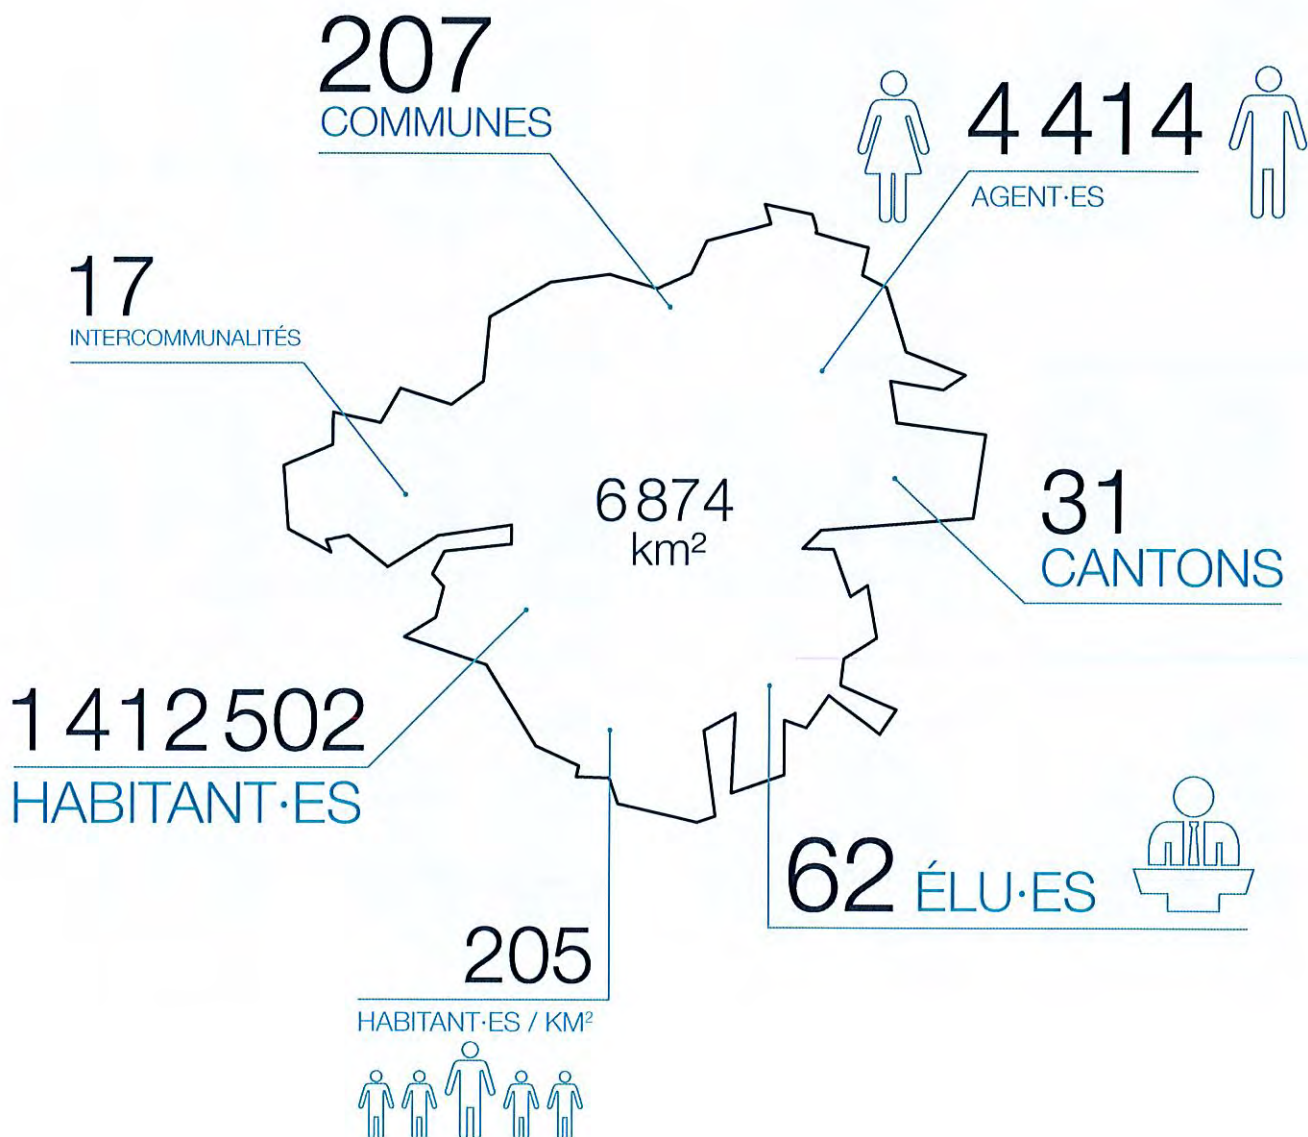 207
COMMUNES
4 414
AGENT·ES
17
INTERCOMMUNALITÉS
6 874
km²
31
CANTONS
1 412 502
HABITANT·ES
62 ÉLU·ES
205
HABITANT·ES / KM²